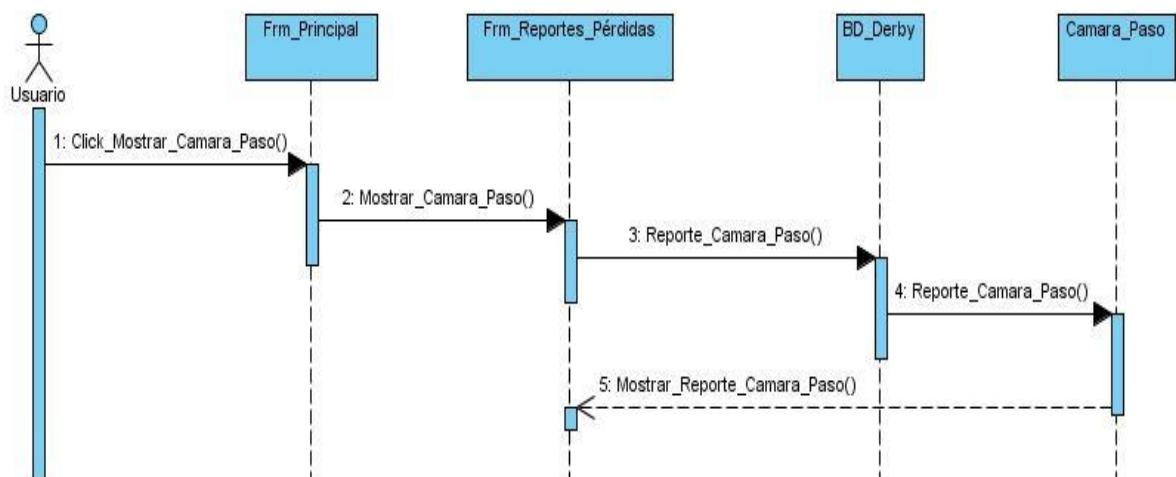 Frm_Principal
Frm_Reportes_Pérdidas
BD_Derby
Camara_Paso
Usuario
1: Click_Mostrar_Camara_Paso()
2: Mostrar_Camara_Paso()
3: Reporte_Camara_Paso()
4: Reporte_Camara_Paso()
5: Mostrar_Reporte_Camara_Paso()